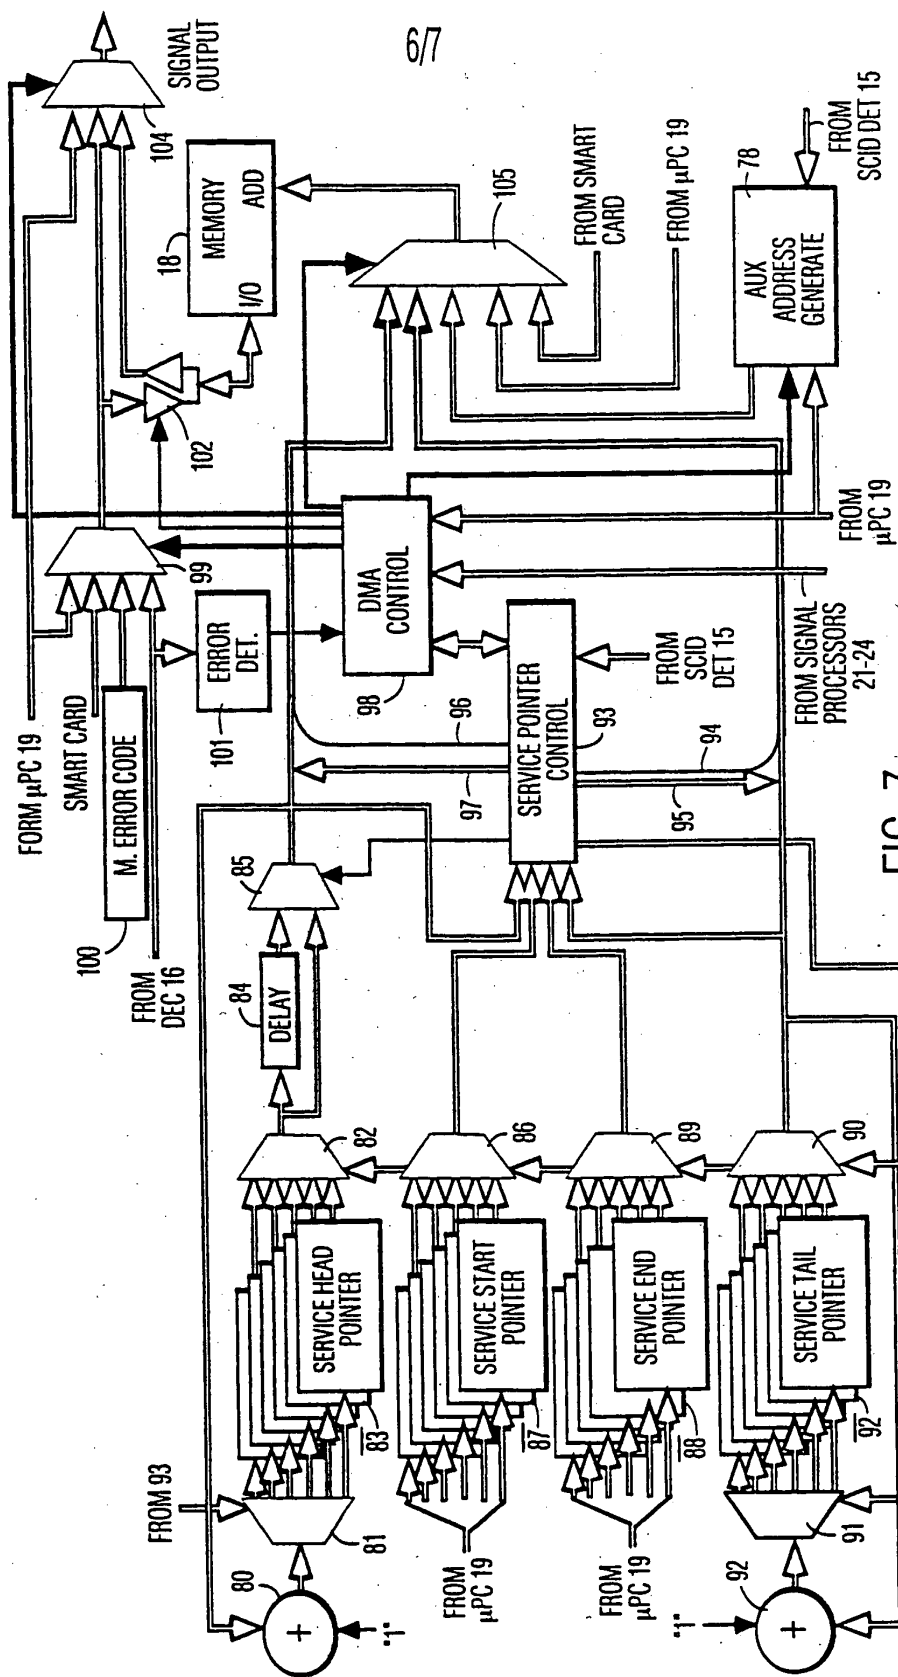 6/7
FORM μPC 19
SMART CARD
M. ERROR CODE
100
FROM
DEC 16
99
ERROR
DET.
101
102
104
SIGNAL
OUTPUT
18
MEMORY
I/O
ADD
105
FROM SMART
CARD
FROM μPC 19
78
AUX
ADDRESS
GENERATE
FROM
SCID DET 15
DMA
CONTROL
98
SERVICE POINTER
CONTROL
93
96
97
94
95
FROM
SCID
DET 15
FROM SIGNAL
PROCESSORS
21-24
FROM
μPC 19
84
DELAY
85
FROM 93
80
+
"1"
81
SERVICE HEAD
POINTER
83
82
FROM
μPC 19
SERVICE START
POINTER
87
86
FROM
μPC 19
SERVICE END
POINTER
88
89
92
+
"1"
91
SERVICE TAIL
POINTER
92
90